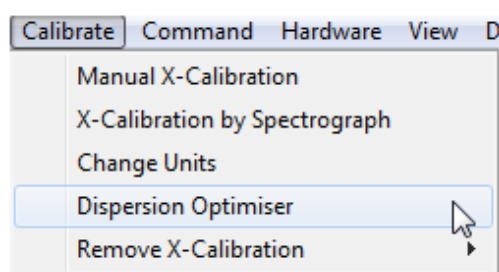 Calibrate Command Hardware View D
Manual X-Calibration
X-Calibration by Spectrograph
Change Units
Dispersion Optimiser
Remove X-Calibration